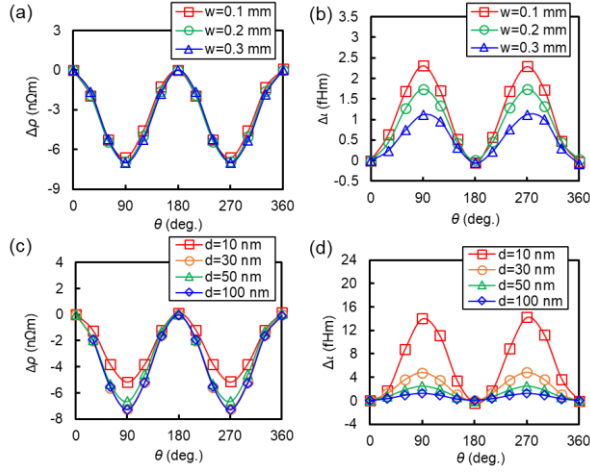 (a)
w=0.1 mm
w=0.2 mm
w=0.3 mm
3
0
-3
-6
-9
Δρ (nΩm)
0 90 180 270 360
θ (deg.)
(b)
w=0.1 mm
w=0.2 mm
w=0.3 mm
3.5
3
2.5
2
1.5
1
0.5
0
-0.5
Δι (fHm)
0 90 180 270 360
θ (deg.)
(c)
d=10 nm
d=30 nm
d=50 nm
d=100 nm
4
2
0
-2
-4
-6
-8
Δρ (nΩm)
0 90 180 270 360
θ (deg.)
(d)
d=10 nm
d=30 nm
d=50 nm
d=100 nm
24
20
16
12
8
4
0
-4
Δι (fHm)
0 90 180 270 360
θ (deg.)